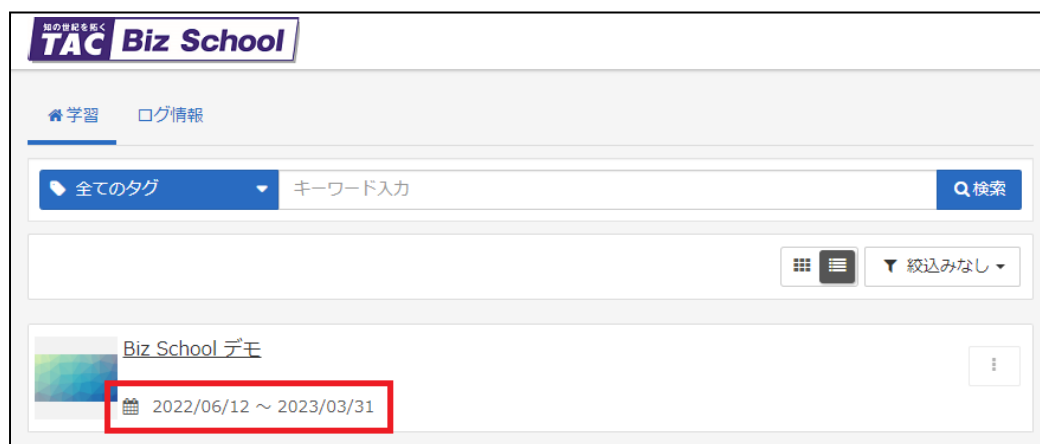 知の世紀を拓く
TAC Biz School
学習 ログ情報
全てのタグ キーワード入力 検索
絞込みなし
Biz School デモ
2022/06/12 ～ 2023/03/31